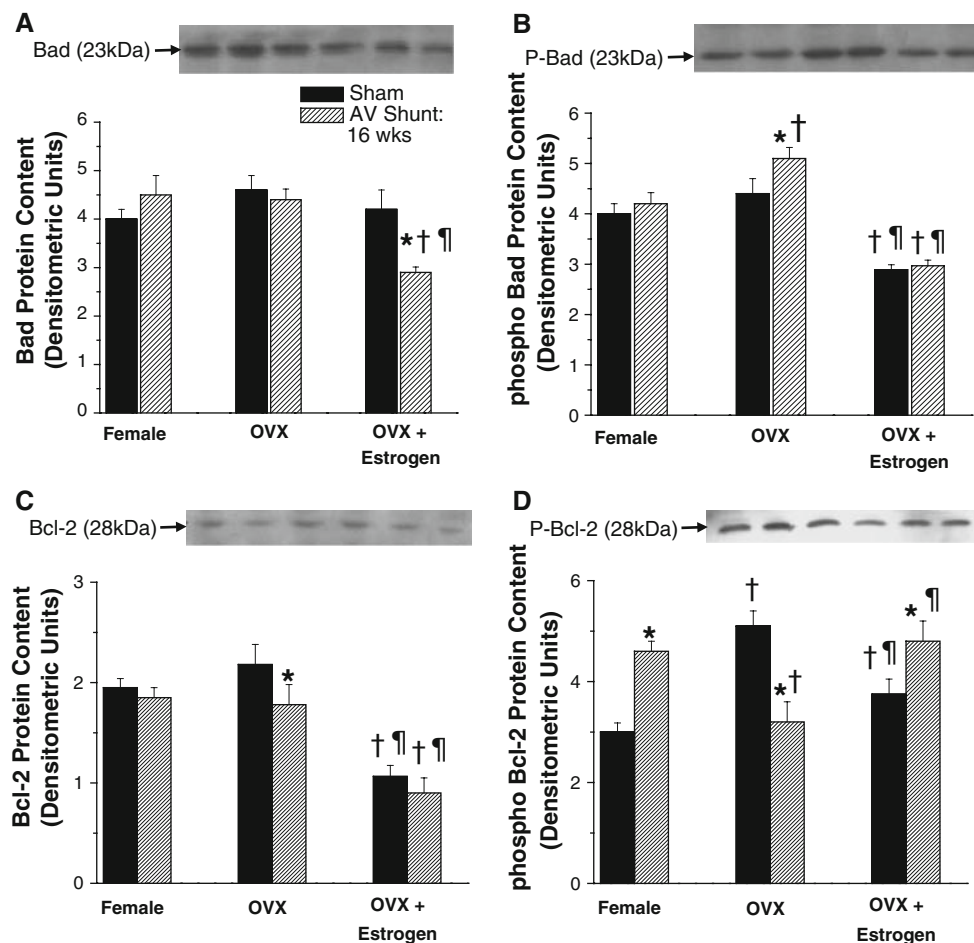 A
Bad (23kDa)
Sham
AV Shunt:
16 wks
Bad Protein Content
(Densitometric Units)
6
5
4
3
2
1
0
*† ¶
Female
OVX
OVX +
Estrogen
B
P-Bad (23kDa)
phospho Bad Protein Content
(Densitometric Units)
6
5
4
3
2
1
0
*†
† ¶ † ¶
Female
OVX
OVX +
Estrogen
C
Bcl-2 (28kDa)
Bcl-2 Protein Content
(Densitometric Units)
3
2
1
0
*
† ¶ † ¶
Female
OVX
OVX +
Estrogen
D
P-Bcl-2 (28kDa)
phospho Bcl-2 Protein Content
(Densitometric Units)
6
4
2
0
*
†
*†
† ¶
*¶
Female
OVX
OVX +
Estrogen